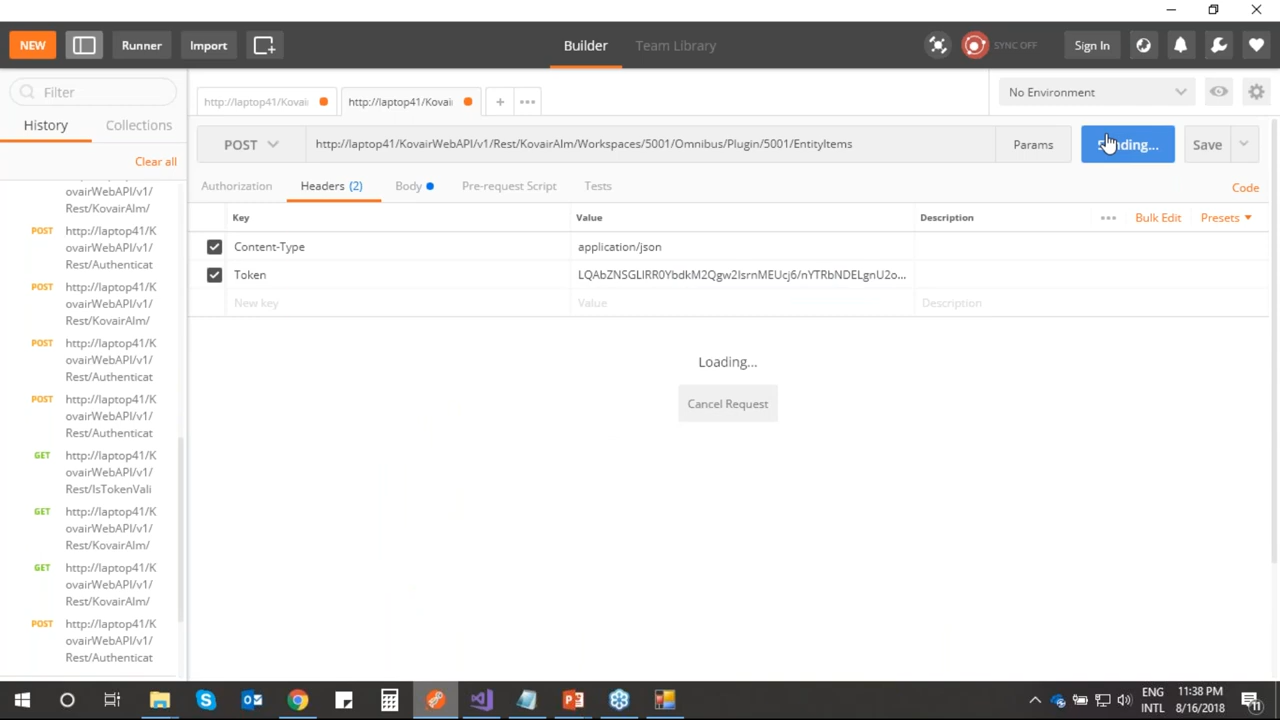 NEW
Runner
Import
Builder
Team Library
SYNC OFF
Sign In
Filter
History
Collections
Clear all
ovairWebAPI/v1/
Rest/KovairAlm/
POST http://laptop41/K
ovairWebAPI/v1/
Rest/Authenticat
POST http://laptop41/K
ovairWebAPI/v1/
Rest/KovairAlm/
POST http://laptop41/K
ovairWebAPI/v1/
Rest/Authenticat
POST http://laptop41/K
ovairWebAPI/v1/
Rest/Authenticat
GET http://laptop41/K
ovairWebAPI/v1/
Rest/IsTokenVali
GET http://laptop41/K
ovairWebAPI/v1/
Rest/KovairAlm/
GET http://laptop41/K
ovairWebAPI/v1/
Rest/KovairAlm/
POST http://laptop41/K
ovairWebAPI/v1/
Rest/Authenticat
http://laptop41/Kovai
http://laptop41/Kovai
No Environment
POST
http://laptop41/KovairWebAPI/v1/Rest/KovairAlm/Workspaces/5001/Omnibus/Plugin/5001/EntityItems
Params
Save
Authorization
Headers (2)
Body
Pre-request Script
Tests
Code
Key Value Description
Bulk Edit
Presets
Content-Type application/json
Token
New key Value Description
Loading...
Cancel Request
ENG 11:38 PM
INTL 8/16/2018
11